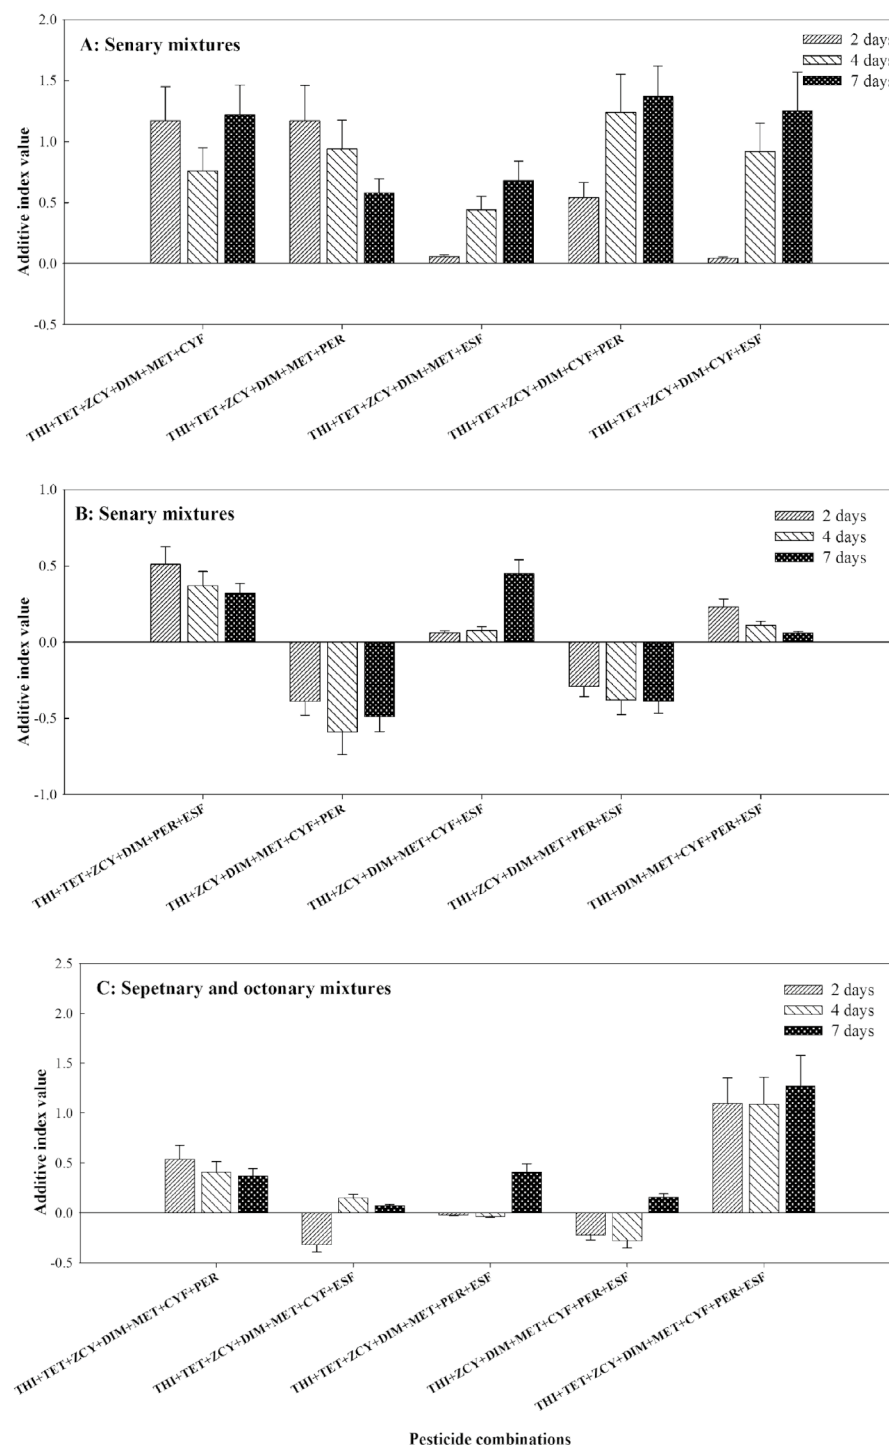 2.0
A: Senary mixtures
2 days
4 days
7 days
1.5
1.0
0.5
0.0
-0.5
Additive index value
THI+TET+ZCY+DIM+MET+CYF
THI+TET+ZCY+DIM+MET+PER
THI+TET+ZCY+DIM+MET+ESF
THI+TET+ZCY+DIM+CYF+PER
THI+TET+ZCY+DIM+CYF+ESF
1.0
B: Senary mixtures
2 days
4 days
7 days
0.5
0.0
-0.5
-1.0
Additive index value
THI+TET+ZCY+DIM+PER+ESF
THI+ZCY+DIM+MET+CYF+PER
THI+ZCY+DIM+MET+CYF+ESF
THI+ZCY+DIM+MET+PER+ESF
THI+DIM+MET+CYF+PER+ESF
2.5
C: Sepetnary and octonary mixtures
2 days
4 days
7 days
2.0
1.5
1.0
0.5
0.0
-0.5
Additive index value
THI+TET+ZCY+DIM+MET+CYF+PER
THI+TET+ZCY+DIM+MET+CYF+ESF
THI+TET+ZCY+DIM+MET+PER+ESF
THI+ZCY+DIM+MET+CYF+PER+ESF
THI+TET+ZCY+DIM+MET+CYF+PER+ESF
Pesticide combinations